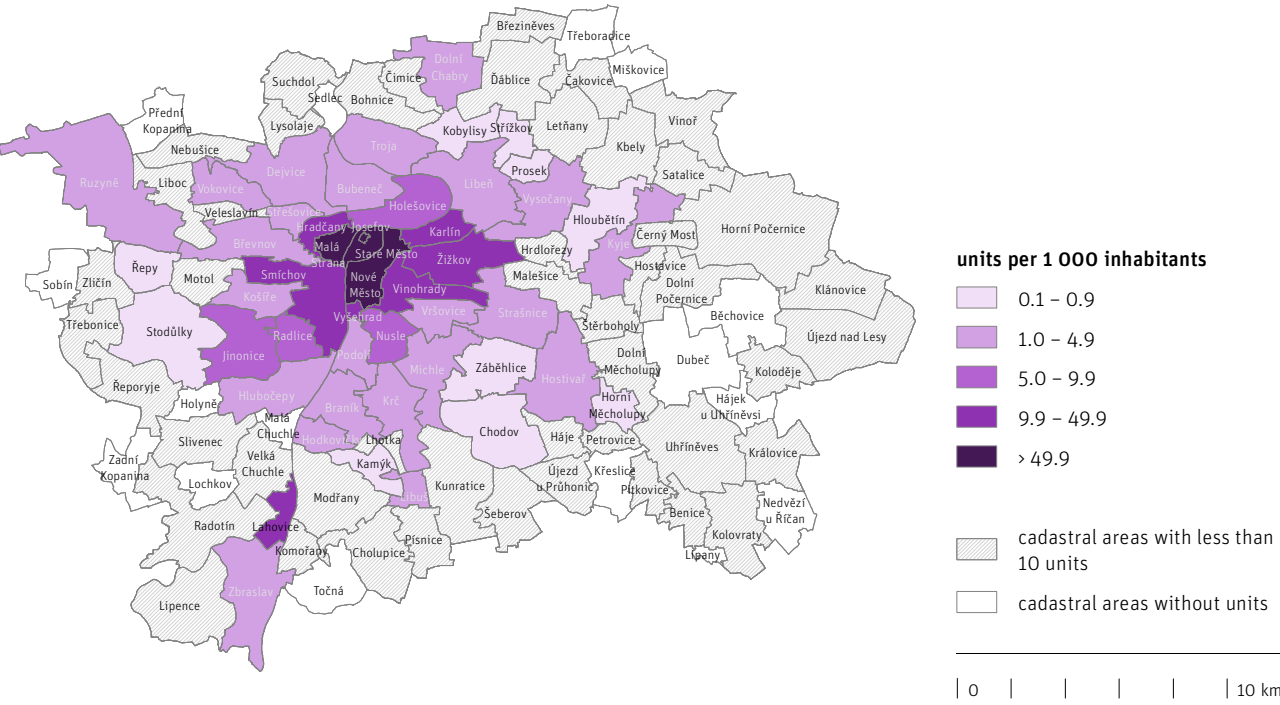 Březiněves
Třeboradice
Dolní
Chabry
Miškovice
Čimice
Ďáblice
Čakovice
Suchdol
Sedlec
Bohnice
Přední
Kopanina
Lysolaje
Kobylisy
Střížkov
Letňany
Vinoř
Nebušice
Troja
Kbely
Ruzyně
Liboc
Vokovice
Dejvice
Bubeneč
Libeň
Prosek
Satalice
Vysočany
Veleslavín
Střešovice
Holešovice
Hloubětín
Hradčany
Josefov
Karlín
Kyje
Černý Most
Horní Počernice
Břevnov
Malá
Strana
Staré Město
Žižkov
Hrdlořezy
Hostavice
Řepy
Motol
Smíchov
Nové
Město
Malešice
Sobín
Zličín
Košíře
Vinohrady
Dolní
Počernice
Klánovice
Třebonice
Stodůlky
Vyšehrad
Vršovice
Strašnice
Štěrboholy
Běchovice
Radlice
Nusle
Újezd nad Lesy
Jinonice
Podolí
Michle
Záběhlice
Hostivař
Dolní
Měcholupy
Dubeč
Koloděje
Řeporyje
Holyně
Hlubočepy
Braník
Krč
Horní
Měcholupy
Hájek
u Uhříněvsi
Malá
Chuchle
Slivenec
Hodkovičky
Lhotka
Chodov
Háje
Petrovice
Uhříněves
Královice
Zadní
Kopanina
Velká
Chuchle
Kamýk
Lochkov
Modřany
Libuš
Kunratice
Újezd
u Průhonic
Křeslice
Pitkovice
Nedvězí
u Říčan
Radotín
Lahovice
Šeberov
Benice
Kolovraty
Komořany
Cholupice
Písnice
Lipany
Lipence
Zbraslav
Točná
units per 1 000 inhabitants
0.1 – 0.9
1.0 – 4.9
5.0 – 9.9
9.9 – 49.9
› 49.9
cadastral areas with less than
10 units
cadastral areas without units
0
10 km